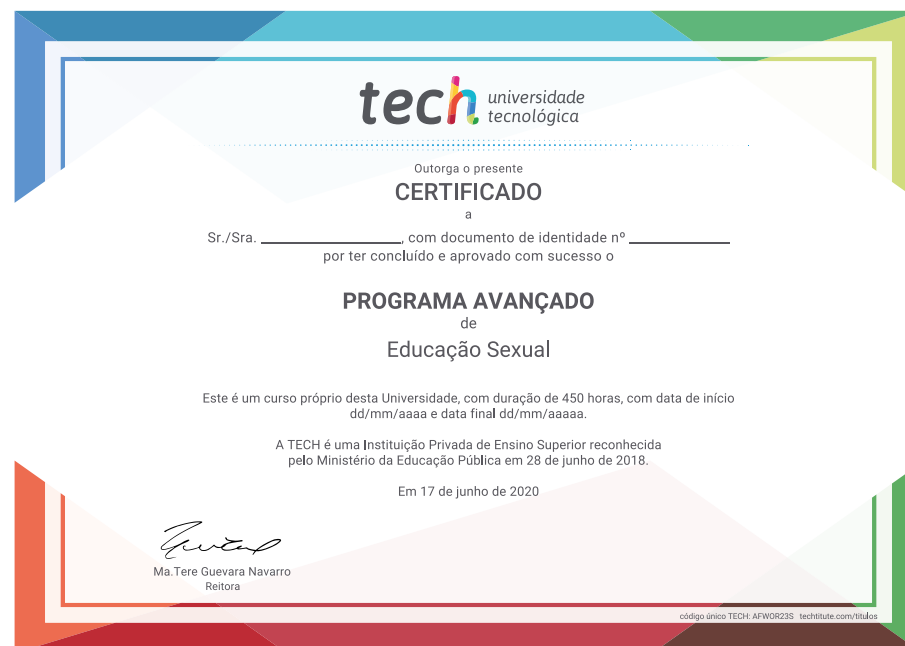 tech universidade
tecnológica
Outorga o presente
CERTIFICADO
a
Sr./Sra. ____________, com documento de identidade nº ____________
por ter concluído e aprovado com sucesso o
PROGRAMA AVANÇADO
de
Educação Sexual
Este é um curso próprio desta Universidade, com duração de 450 horas, com data de início
dd/mm/aaaa e data final dd/mm/aaaaa.
A TECH é uma Instituição Privada de Ensino Superior reconhecida
pelo Ministério da Educação Pública em 28 de junho de 2018.
Em 17 de junho de 2020
Ma.Tere Guevara Navarro
Reitora
código único TECH: AFWOR23S techtitute.com/titulos